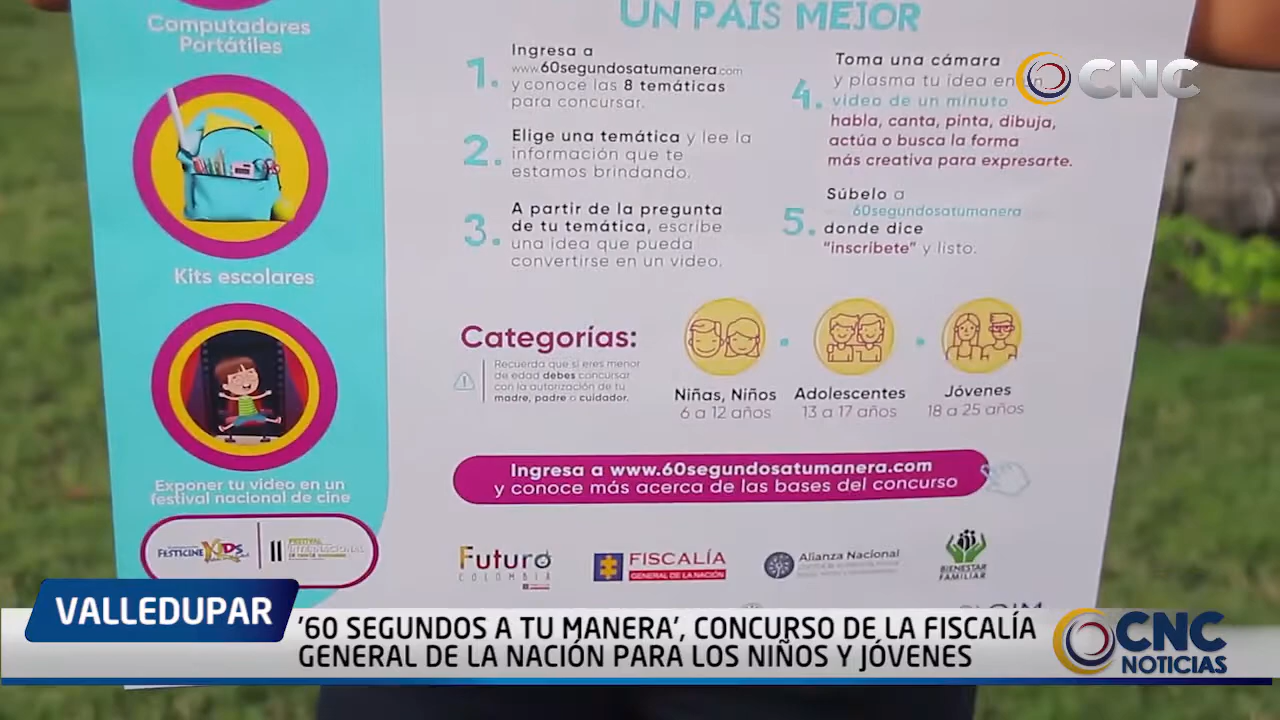 Computadores
Portátiles
Kits escolares
Exponer tu video en un
festival nacional de cine
FESTICINE KIDS
FESTIVAL
INTERNACIONAL
UN PAÍS MEJOR
1. Ingresa a
www.60segundosatumanera.com
y conoce las 8 temáticas
para concursar.
2. Elige una temática y lee la
información que te
estamos brindando.
3. A partir de la pregunta
de tu temática, escribe
una idea que pueda
convertirse en un video.
4. Toma una cámara
y plasma tu idea en un
video de un minuto
habla, canta, pinta, dibuja,
actúa o busca la forma
más creativa para expresarte.
5. Súbelo a
60segundosatumanera
donde dice
"inscríbete" y listo.
CNC
Categorías:
Recuerda que si eres menor
de edad debes concursar
con la autorización de tu
madre, padre o cuidador.
Niñas, Niños
6 a 12 años
Adolescentes
13 a 17 años
Jóvenes
18 a 25 años
Ingresa a www.60segundosatumanera.com
y conoce más acerca de las bases del concurso
Futuro
COLOMBIA
FISCALÍA
GENERAL DE LA NACIÓN
Alianza Nacional
BIENESTAR
FAMILIAR
VALLEDUPAR
'60 SEGUNDOS A TU MANERA', CONCURSO DE LA FISCALÍA
GENERAL DE LA NACIÓN PARA LOS NIÑOS Y JÓVENES
CNC
NOTICIAS